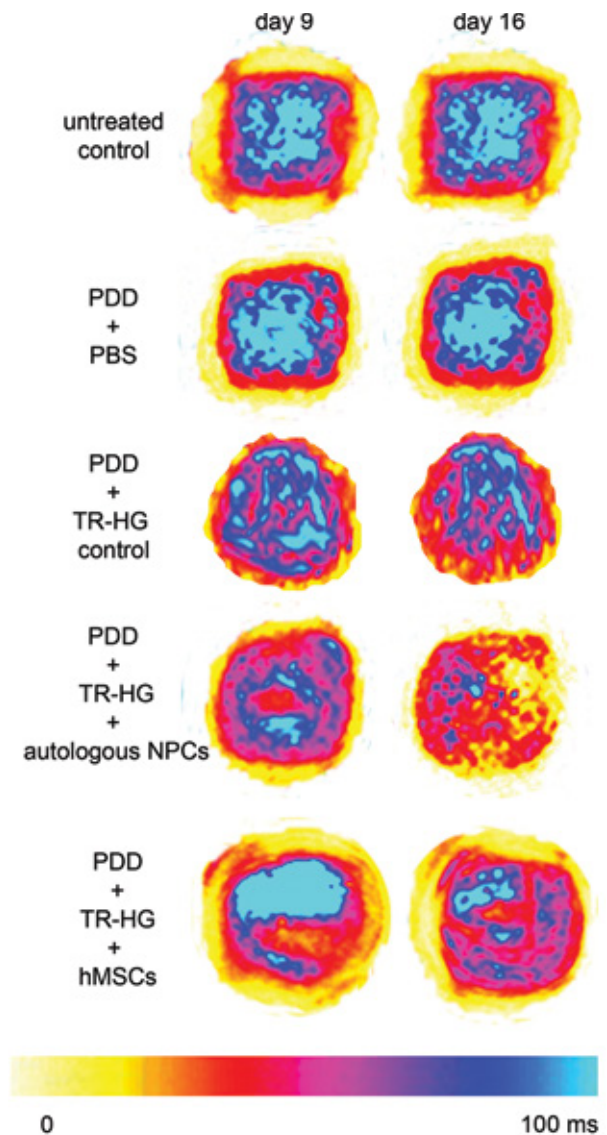 day 9 day 16
untreated
control
PDD
+
PBS
PDD
+
TR-HG
control
PDD
+
TR-HG
+
autologous NPCs
PDD
+
TR-HG
+
hMSCs
0 100 ms